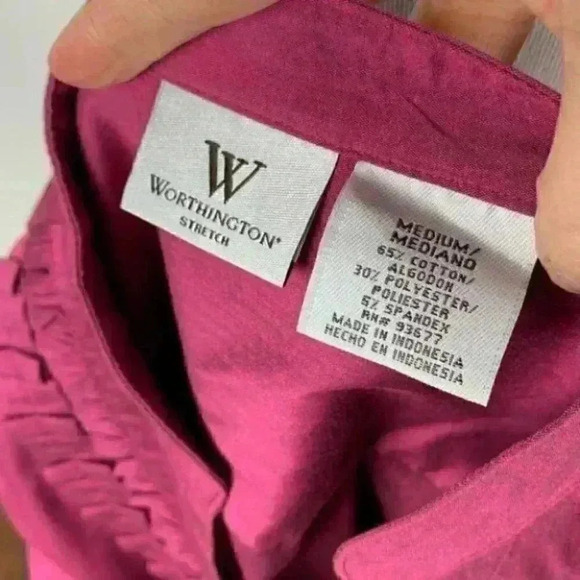 W
WORTHINGTON®
STRETCH
MEDIUM/
MEDIANO
65% COTTON/
ALGODON
30% POLYESTER/
POLIESTER
5% SPANDEX
RN# 93677
MADE IN INDONESIA
HECHO EN INDONESIA